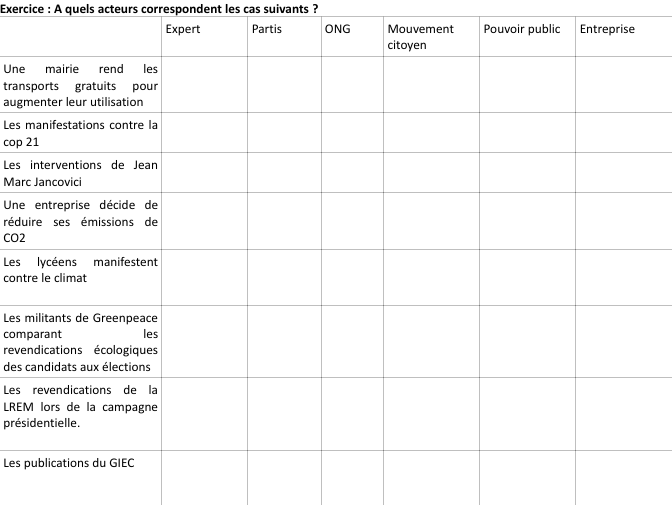 Exercice : A quels acteurs correspondent les cas suivants ?
Expert Partis ONG Mouvement citoyen Pouvoir public Entreprise
Une mairie rend les
transports gratuits pour
augmenter leur utilisation
Les manifestations contre la
cop 21
Les interventions de Jean
Marc Jancovici
Une entreprise décide de
réduire ses émissions de
CO2
Les lycéens manifestent
contre le climat
Les militants de Greenpeace
comparant les
revendications écologiques
des candidats aux élections
Les revendications de la
LREM lors de la campagne
présidentielle.
Les publications du GIEC